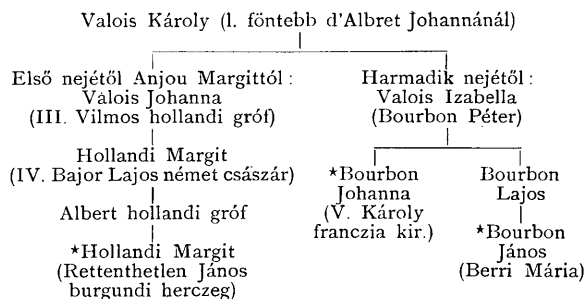 Valois Károly (l. föntebb d'Albret Johannánál)
Első nejétől Anjou Margittól:
Valois Johanna
(III. Vilmos hollandi gróf)
Hollandi Margit
(IV. Bajor Lajos német császár)
Albert hollandi gróf
*Hollandi Margit
(Rettenthetlen János
burgundi herczeg)
Harmadik nejétől:
Valois Izabella
(Bourbon Péter)
*Bourbon
Johanna
(V. Károly
franczia kir.)
Bourbon
Lajos
*Bourbon
János
(Berri Mária)